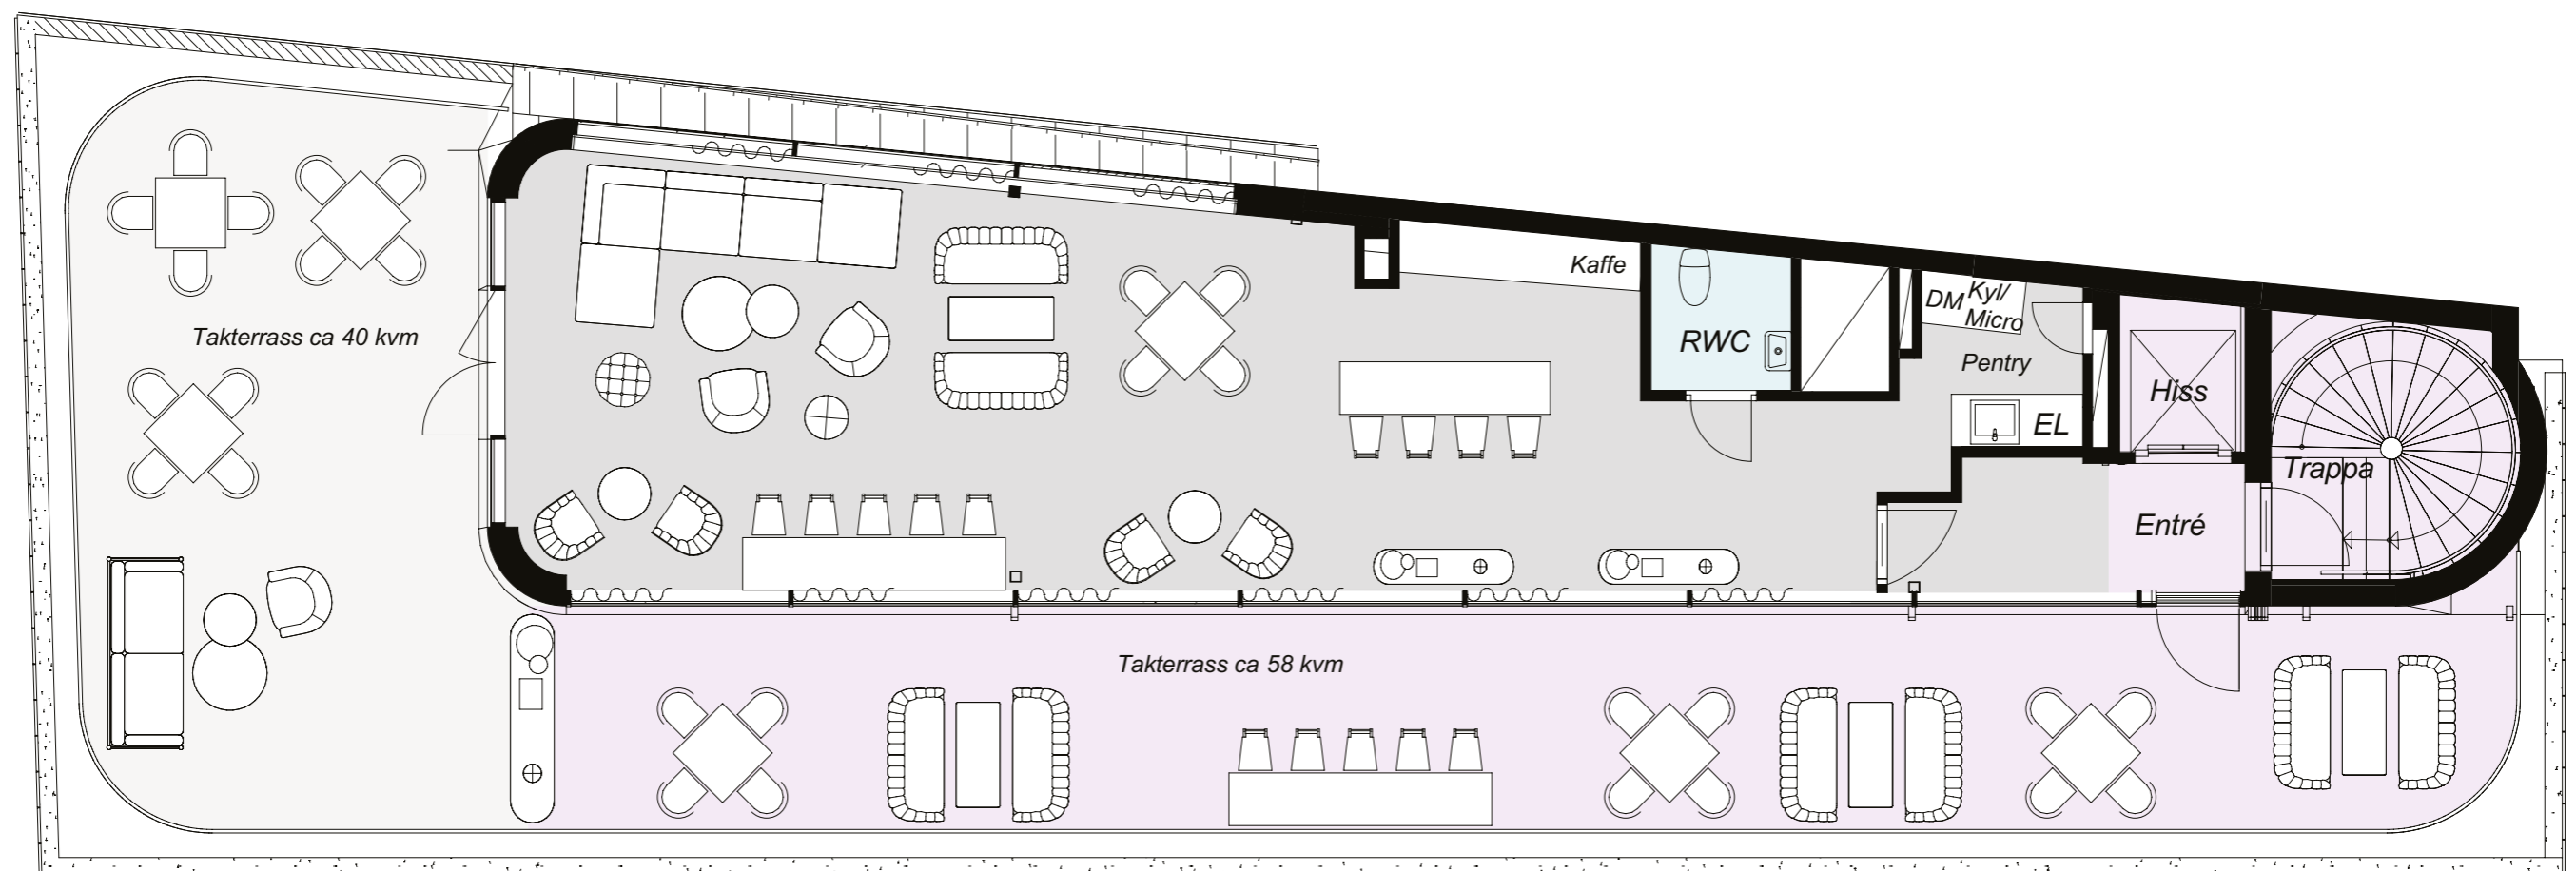 Takterrass ca 40 kvm
Kaffe
RWC
DM
Kyl/
Micro
Pentry
EL
Hiss
Trappa
Entré
Takterrass ca 58 kvm